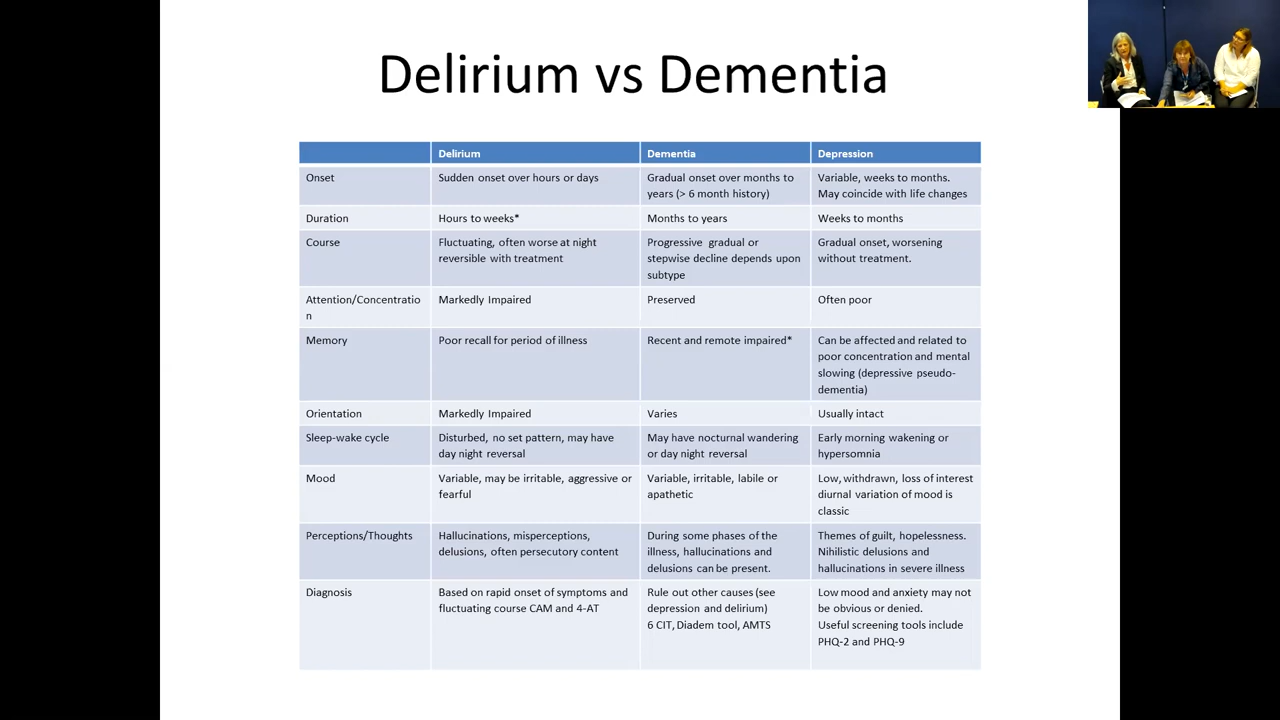 Delirium vs Dementia
Delirium
Dementia
Depression
Onset
Sudden onset over hours or days
Gradual onset over months to
years (> 6 month history)
Variable, weeks to months.
May coincide with life changes
Duration
Hours to weeks*
Months to years
Weeks to months
Course
Fluctuating, often worse at night
reversible with treatment
Progressive gradual or
stepwise decline depends upon
subtype
Gradual onset, worsening
without treatment.
Attention/Concentratio
n
Markedly Impaired
Preserved
Often poor
Memory
Poor recall for period of illness
Recent and remote impaired*
Can be affected and related to
poor concentration and mental
slowing (depressive pseudo-
dementia)
Orientation
Markedly Impaired
Varies
Usually intact
Sleep-wake cycle
Disturbed, no set pattern, may have
day night reversal
May have nocturnal wandering
or day night reversal
Early morning wakening or
hypersomnia
Mood
Variable, may be irritable, aggressive or
fearful
Variable, irritable, labile or
apathetic
Low, withdrawn, loss of interest
diurnal variation of mood is
classic
Perceptions/Thoughts
Hallucinations, misperceptions,
delusions, often persecutory content
During some phases of the
illness, hallucinations and
delusions can be present.
Themes of guilt, hopelessness.
Nihilistic delusions and
hallucinations in severe illness
Diagnosis
Based on rapid onset of symptoms and
fluctuating course CAM and 4-AT
Rule out other causes (see
depression and delirium)
6 CIT, Diadem tool, AMTS
Low mood and anxiety may not
be obvious or denied.
Useful screening tools include
PHQ-2 and PHQ-9